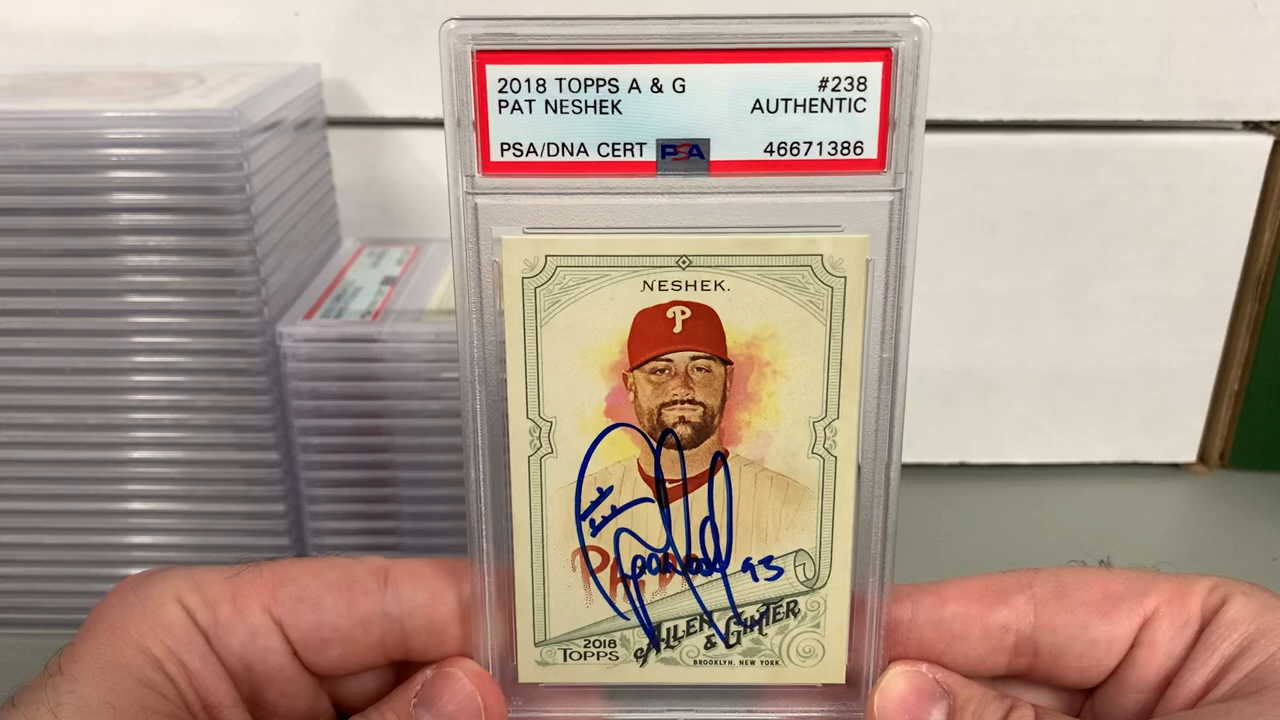 2018 TOPPS A & G #238
PAT NESHEK AUTHENTIC
PSA/DNA CERT PSA 46671386
NESHEK.
P
93
2018
TOPPS
ALLEN
& GINTER
BROOKLYN, NEW YORK.